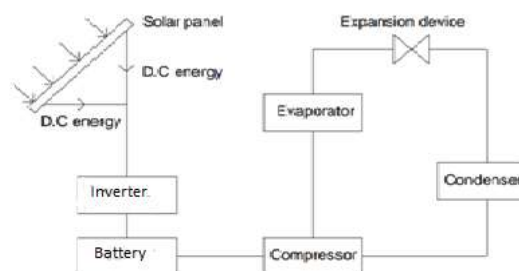 Solar panel
Expansion device
D.C energy
D.C energy
Evaporator
Inverter.
Condenser
Battery
Compressor